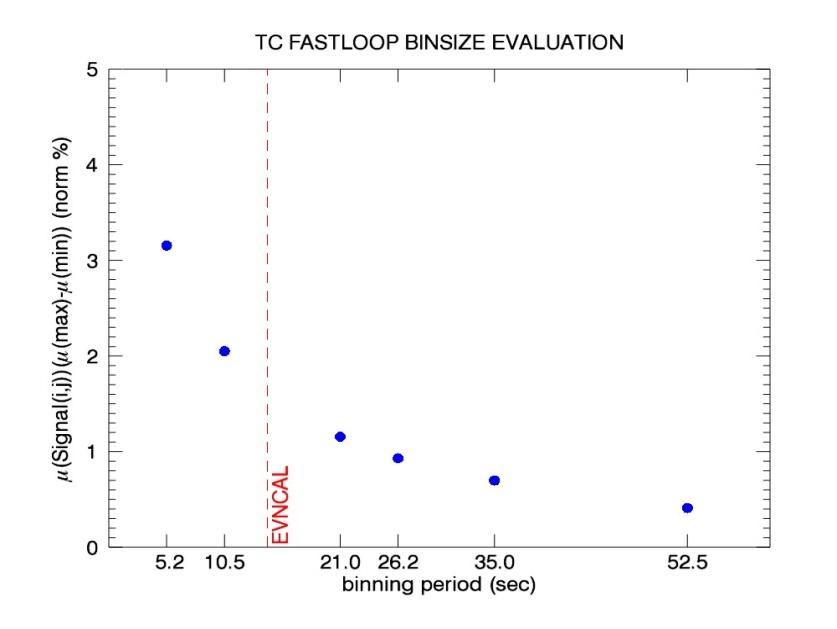 TC FASTLOOP BINSIZE EVALUATION
μ(Signal(i,j))(μ(max)-μ(min)) (norm %)
5
4
3
2
1
0
EVNCAL
5.2 10.5 21.0 26.2 35.0 52.5
binning period (sec)